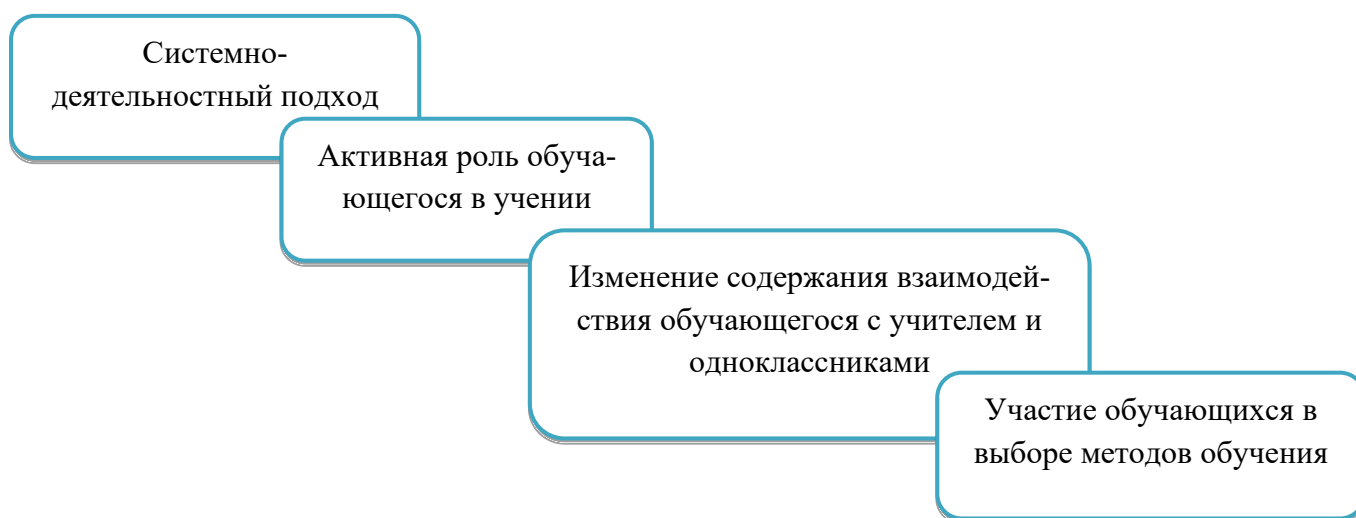 Системно-
деятельностный подход
Активная роль обуча-
ющегося в учении
Изменение содержания взаимодей-
ствия обучающегося с учителем и
одноклассниками
Участие обучающихся в
выборе методов обучения